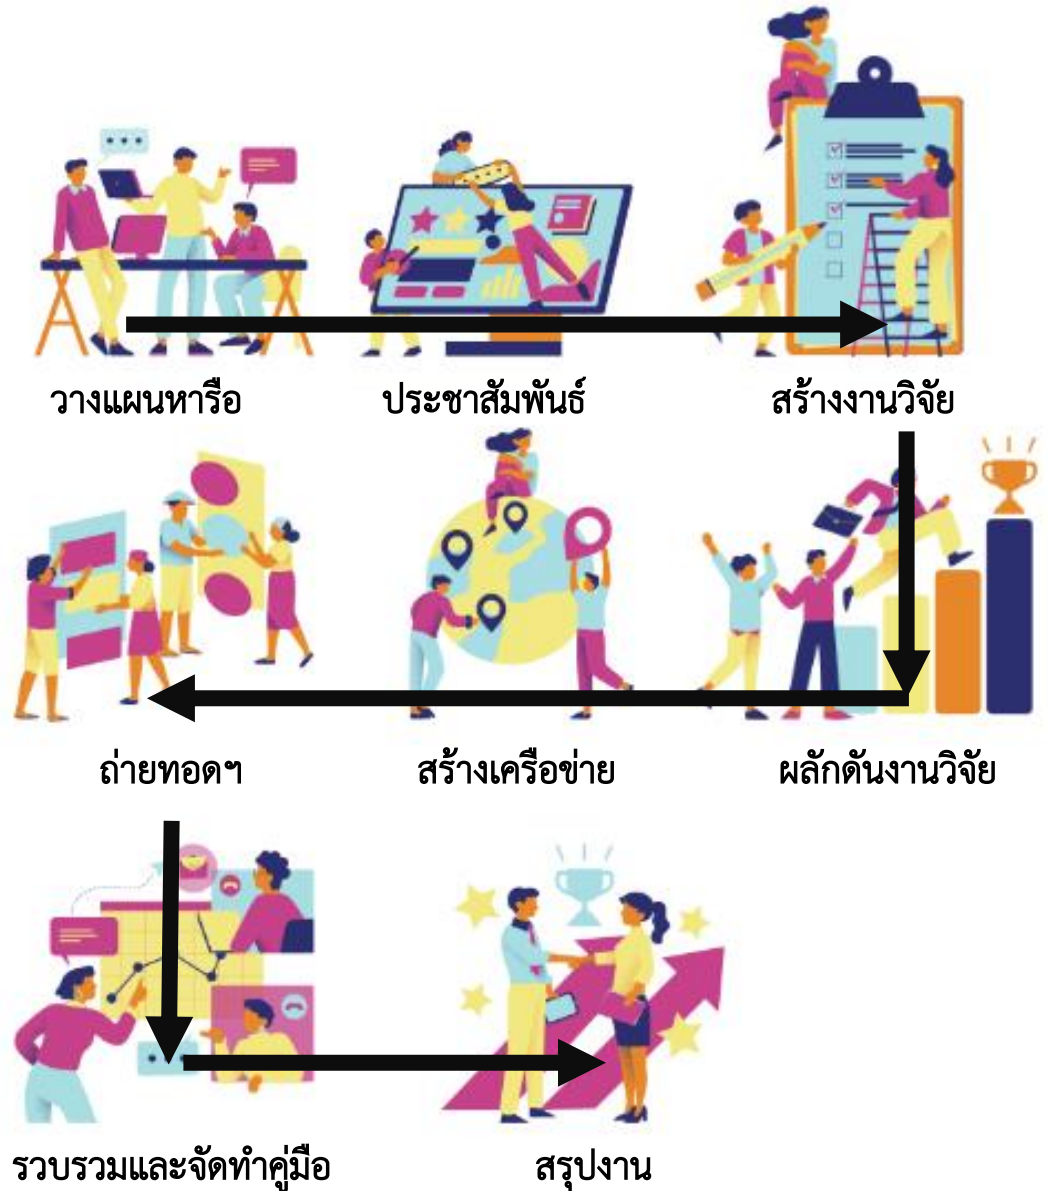 วางแผนหารือ
ประชาสัมพันธ์
สร้างงานวิจัย
ถ่ายทอดฯ
สร้างเครือข่าย
ผลักดันงานวิจัย
รวบรวมและจัดทำคู่มือ
สรุปงาน